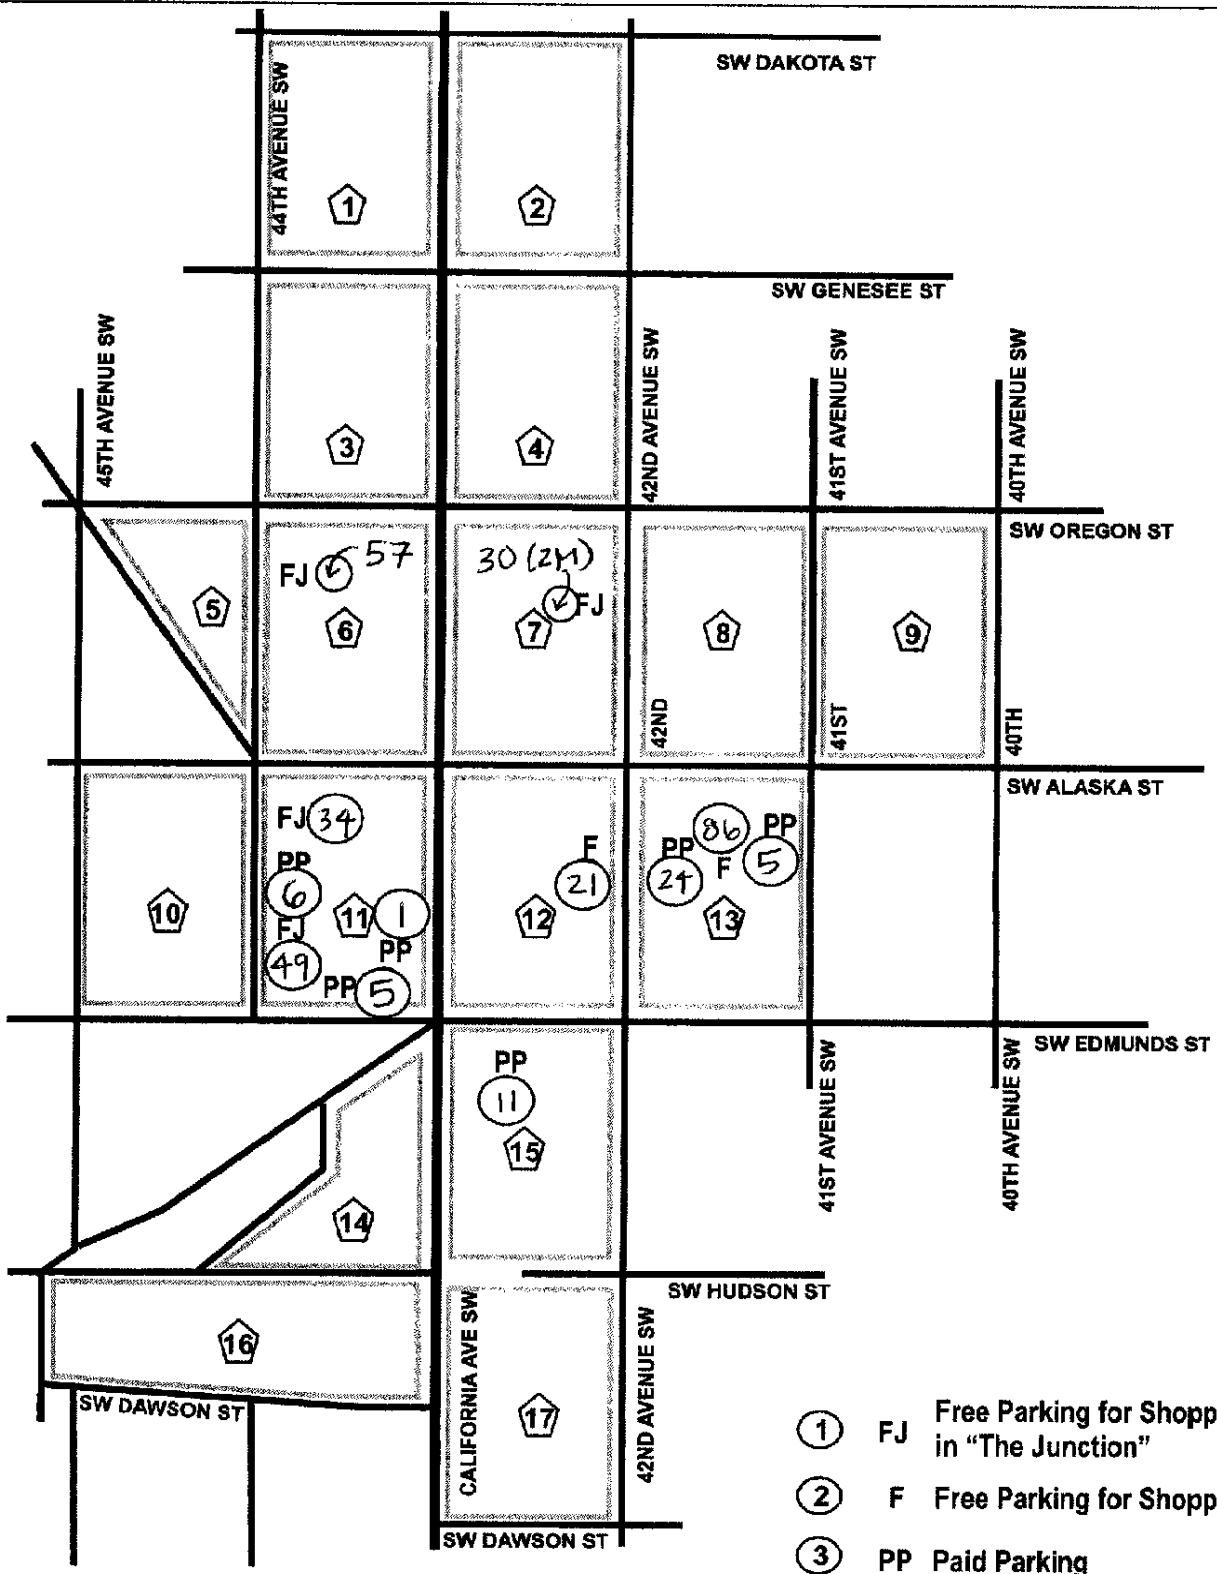 SW DAKOTA ST
44TH AVENUE SW
1
2
SW GENESEE ST
45TH AVENUE SW
42ND AVENUE SW
41ST AVENUE SW
40TH AVENUE SW
3
4
SW OREGON ST
FJ 57
30 (2M)
FJ
5
6
7
8
9
42ND
41ST
40TH
SW ALASKA ST
FJ 34
PP
6
FJ
49
10
11
1
PP
PP 5
F
21
12
PP
24
86
F
PP
5
13
SW EDMUNDS ST
PP
11
15
41ST AVENUE SW
40TH AVENUE SW
14
SW HUDSON ST
16
CALIFORNIA AVE SW
42ND AVENUE SW
SW DAWSON ST
17
SW DAWSON ST
1 FJ Free Parking for Shopp
in "The Junction"
2 F Free Parking for Shopp
3 PP Paid Parking